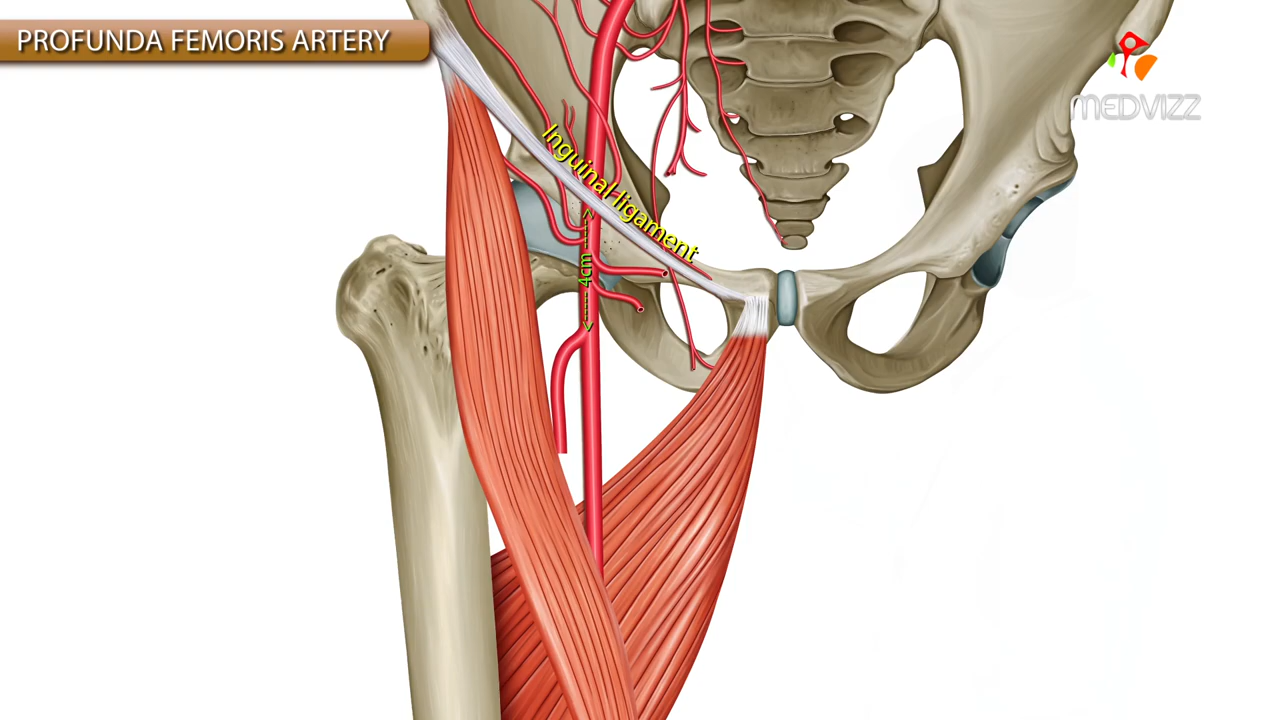 PROFUNDA FEMORIS ARTERY
MEDVIZZ
Inguinal ligament
<-----4cm----->